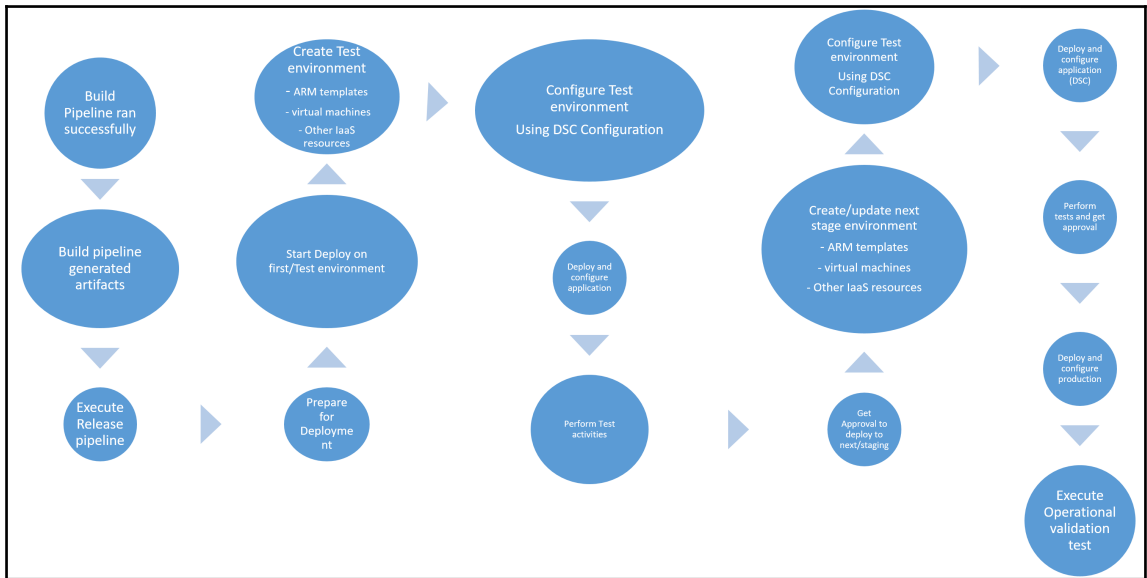 Build
Pipeline ran
successfully
Build pipeline
generated
artifacts
Execute
Release
pipeline
Prepare
for
Deployme
nt
Start Deploy on
first/Test environment
Create Test
environment
- ARM templates
- virtual machines
- Other IaaS
resources
Configure Test
environment
Using DSC Configuration
Deploy and
configure
application
Perform Test
activities
Get
Approval to
deploy to
next/staging
Create/update next
stage environment
- ARM templates
- virtual machines
- Other IaaS resources
Configure Test
environment
Using DSC
Configuration
Deploy and
configure
application
(DSC)
Perform
tests and get
approval
Deploy and
configure
production
Execute
Operational
validation
test